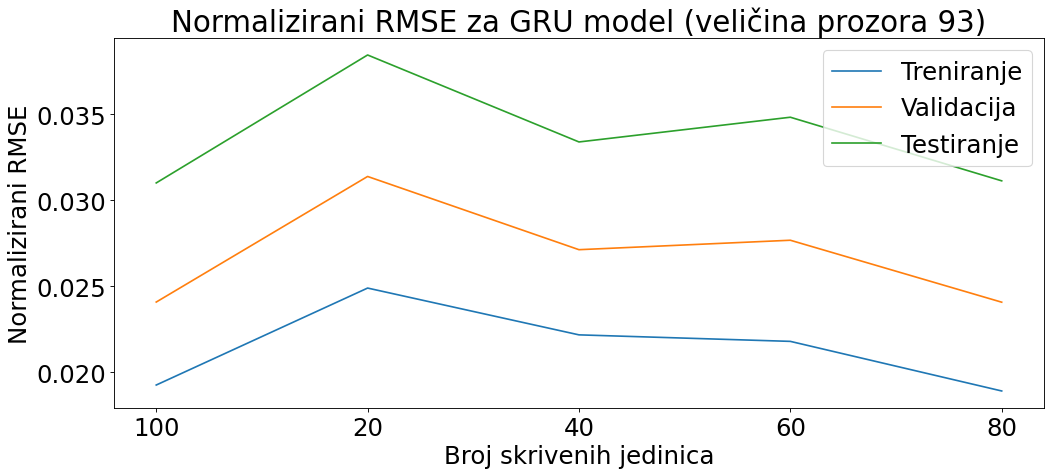 Normalizirani RMSE za GRU model (veličina prozora 93)
Treniranje
Validacija
Testiranje
Normalizirani RMSE
0.035
0.030
0.025
0.020
100 20 40 60 80
Broj skrivenih jedinica